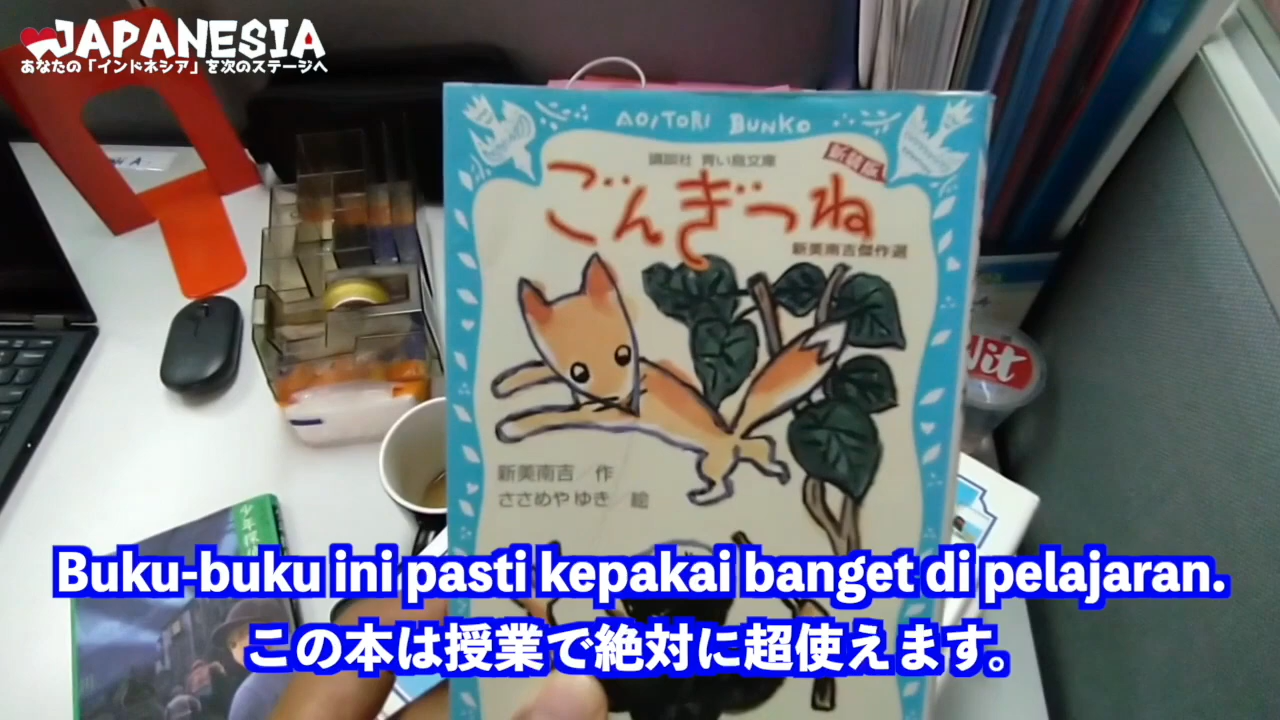 JAPANESIA
あなたの「インドネシア」を次のステージへ
AOITORI BUNKO
講談社 青い鳥文庫
新装版
ごんぎつね
新美南吉傑作選
新美南吉/作
ささめや ゆき/絵
少年探
Buku-buku ini pasti kepakai banget di pelajaran.
この本は授業で絶対に超使えます。